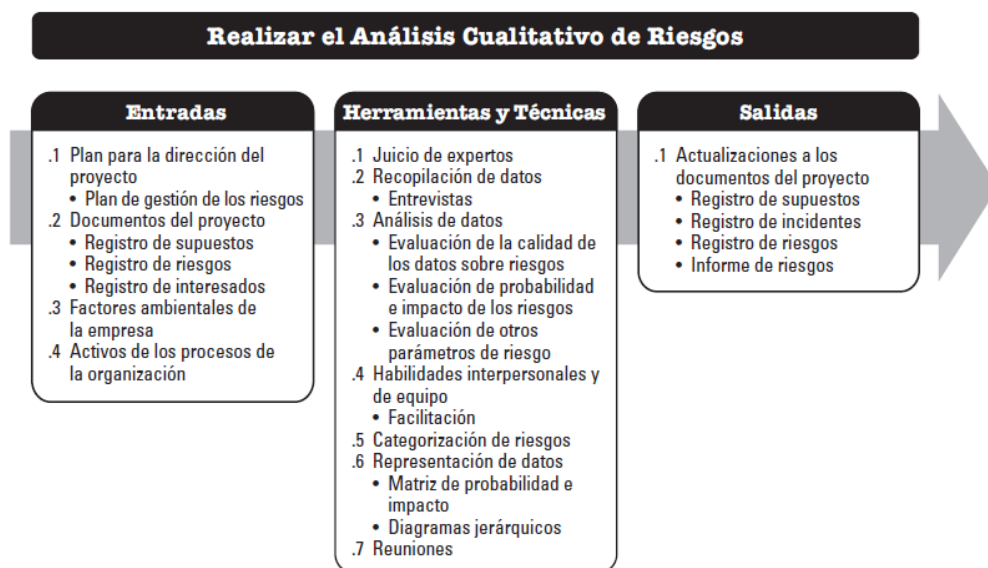 Realizar el Análisis Cualitativo de Riesgos
Entradas
.1 Plan para la dirección del
proyecto
• Plan de gestión de los riesgos
.2 Documentos del proyecto
• Registro de supuestos
• Registro de riesgos
• Registro de interesados
.3 Factores ambientales de
la empresa
.4 Activos de los procesos de
la organización
Herramientas y Técnicas
.1 Juicio de expertos
.2 Recopilación de datos
• Entrevistas
.3 Análisis de datos
• Evaluación de la calidad de
los datos sobre riesgos
• Evaluación de probabilidad
e impacto de los riesgos
• Evaluación de otros
parámetros de riesgo
.4 Habilidades interpersonales y
de equipo
• Facilitación
.5 Categorización de riesgos
.6 Representación de datos
• Matriz de probabilidad e
impacto
• Diagramas jerárquicos
.7 Reuniones
Salidas
.1 Actualizaciones a los
documentos del proyecto
• Registro de supuestos
• Registro de incidentes
• Registro de riesgos
• Informe de riesgos